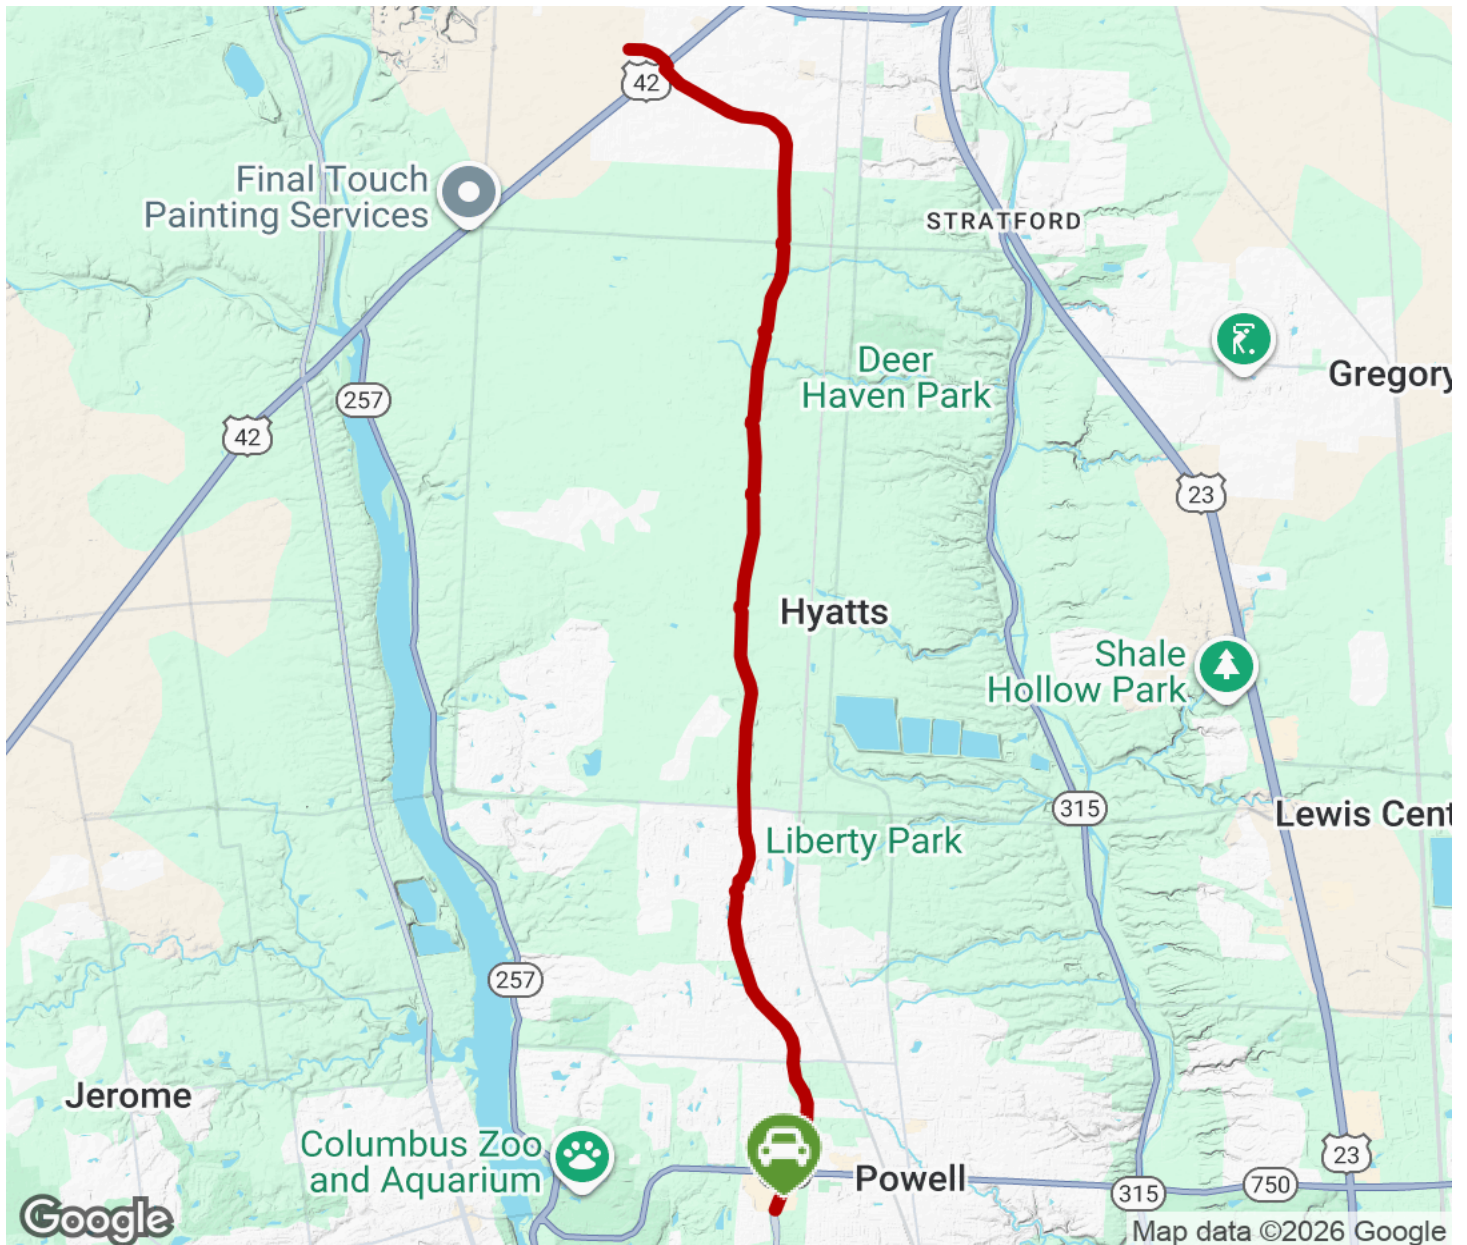 42
Final Touch
Painting Services
STRATFORD
Deer
Haven Park
Gregory
257
42
23
Hyatts
Shale
Hollow Park
315
Lewis Cent
Liberty Park
257
Jerome
Columbus Zoo
and Aquarium
Powell
23
315
750
Google
Map data ©2026 Google